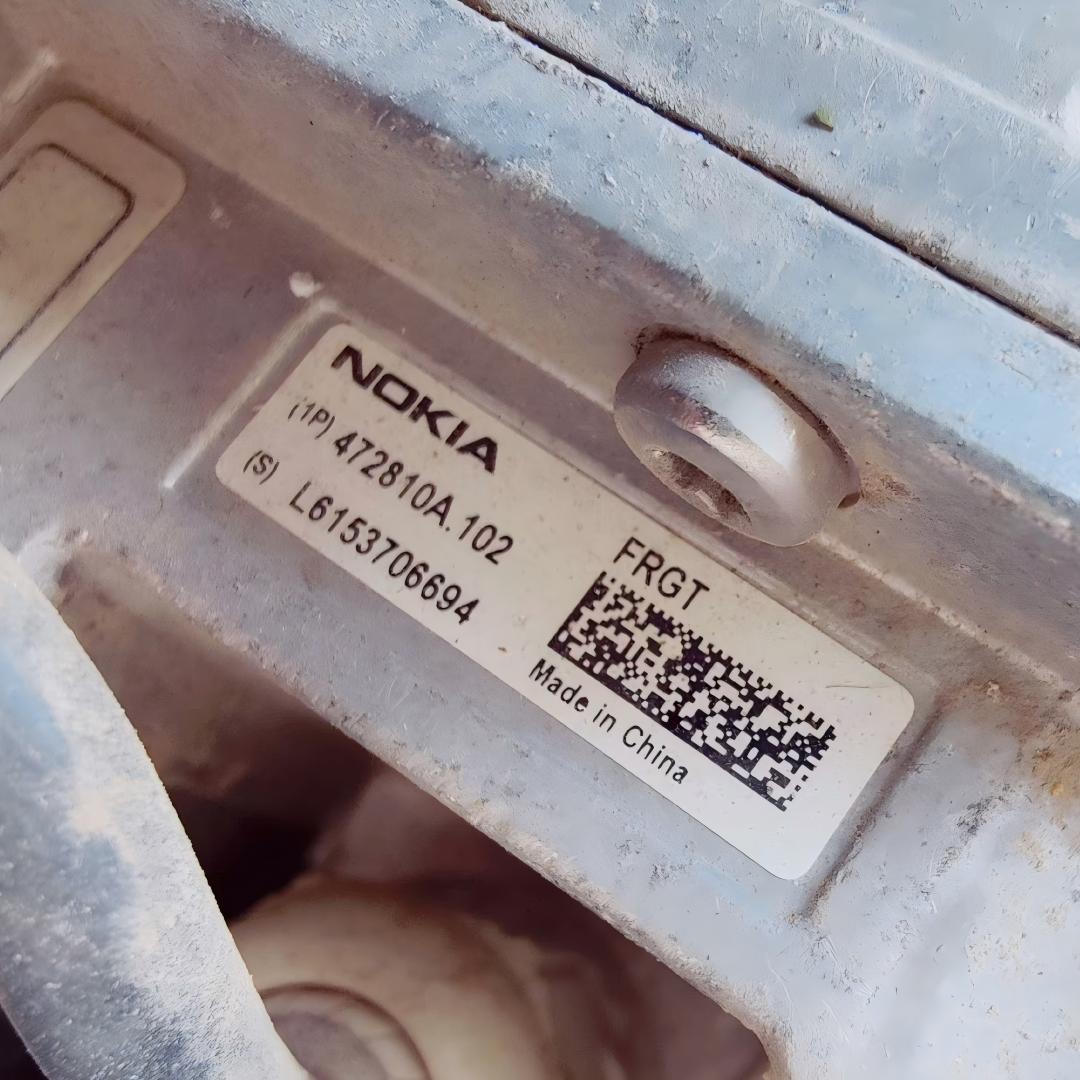 NOKIA
(1P) 472810A.102
(S) L6153706694
FRGT
Made in China